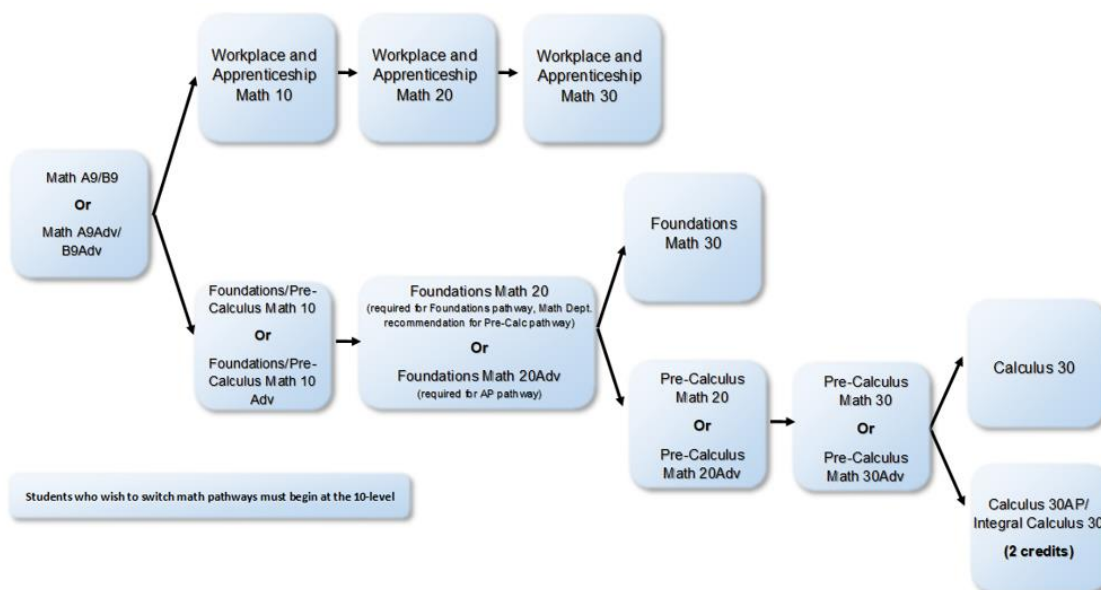 Workplace and
Apprenticeship
Math 10
Workplace and
Apprenticeship
Math 20
Workplace and
Apprenticeship
Math 30
Math A9/B9
Or
Math A9Adv/
B9Adv
Foundations
Math 30
Foundations/Pre-
Calculus Math 10
Or
Foundations/Pre-
Calculus Math 10
Adv
Foundations Math 20
(required for Foundations pathway, Math Dept.
recommendation for Pre-Calc pathway)
Or
Foundations Math 20Adv
(required for AP pathway)
Pre-Calculus
Math 20
Or
Pre-Calculus
Math 20Adv
Pre-Calculus
Math 30
Or
Pre-Calculus
Math 30Adv
Calculus 30
Calculus 30AP/
Integral Calculus 30
(2 credits)
Students who wish to switch math pathways must begin at the 10-level